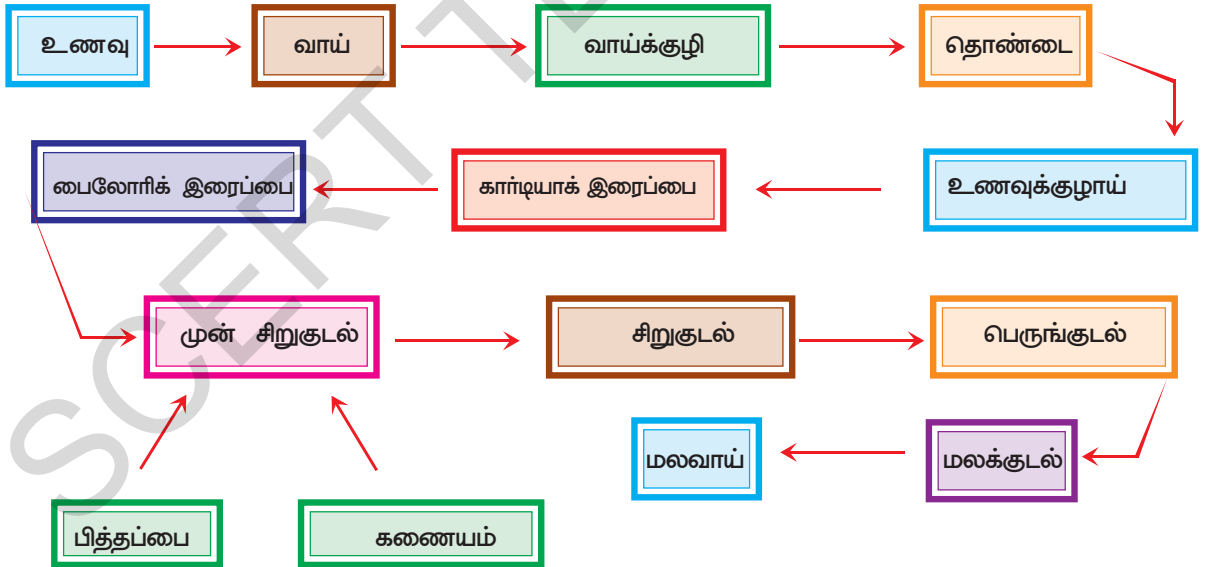 உணவு
வாய்
வாய்க்குழி
தொண்டை
உணவுக்குழாய்
கார்டியாக் இரைப்பை
பைலோரிக் இரைப்பை
முன் சிறுகுடல்
சிறுகுடல்
பெருங்குடல்
மலக்குடல்
மலவாய்
பித்தப்பை
கணையம்
SCERT